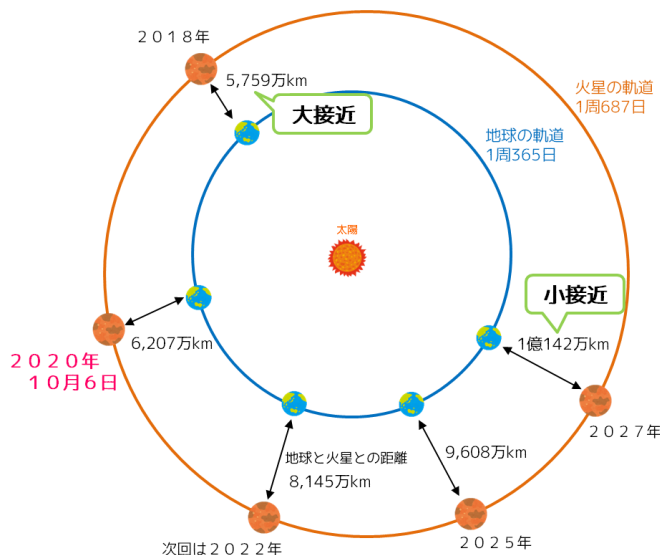 ２０１８年
5,759万km
大接近
火星の軌道
1周687日
地球の軌道
1周365日
太陽
小接近
6,207万km
1億142万km
２０２０年
１０月６日
２０２７年
地球と火星との距離
8,145万km
9,608万km
次回は２０２２年
２０２５年